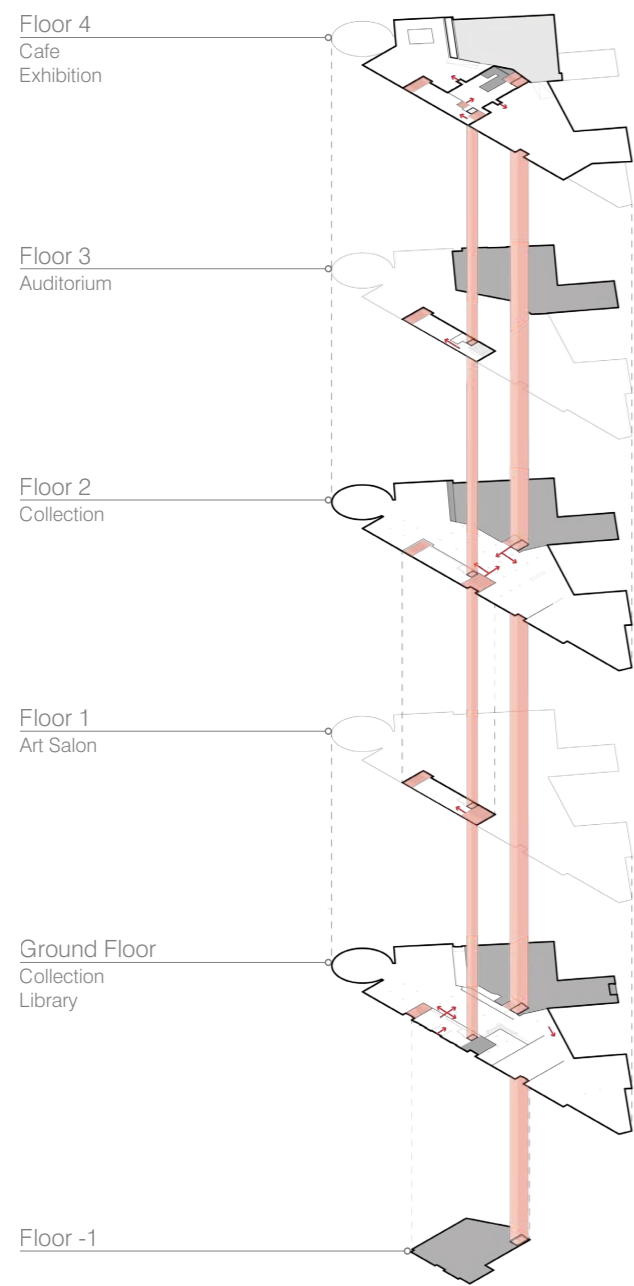 Floor 4
Cafe
Exhibition
Floor 3
Auditorium
Floor 2
Collection
Floor 1
Art Salon
Ground Floor
Collection
Library
Floor -1